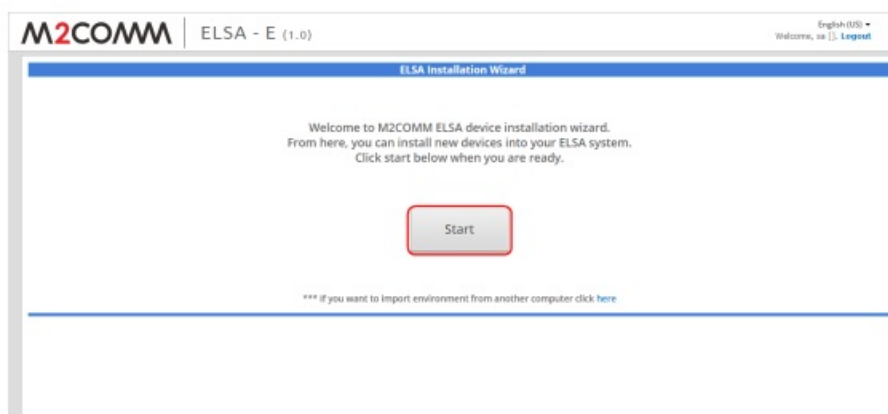 M2COMM ELSA - E (1.0)
English (US)
Welcome, sa []. Logout
ELSA Installation Wizard
Welcome to M2COMM ELSA device installation wizard.
From here, you can install new devices into your ELSA system.
Click start below when you are ready.
Start
*** if you want to import environment from another computer click here